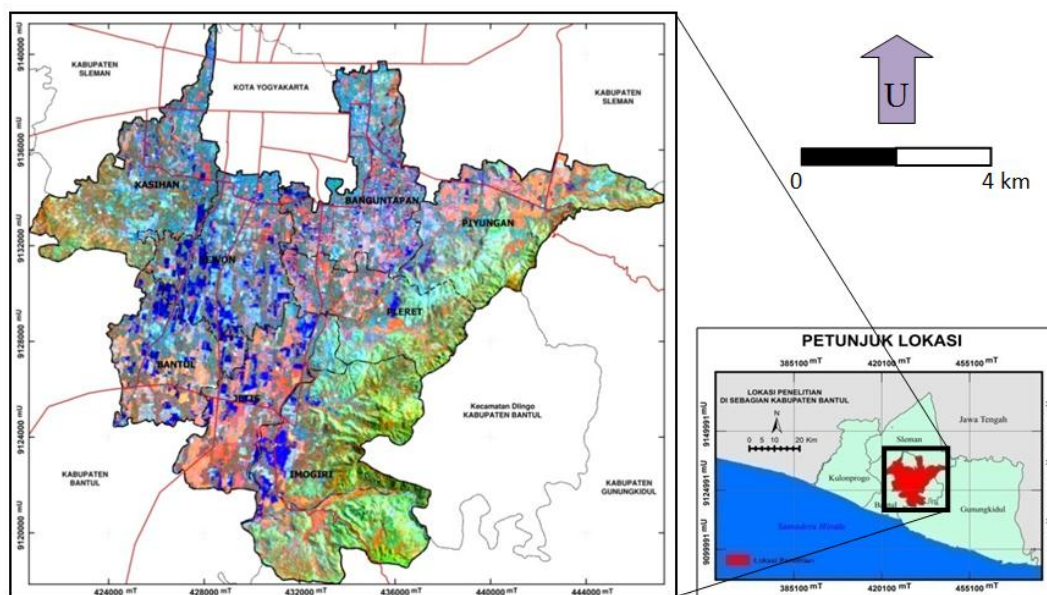 9140000 mU
9136000 mU
9132000 mU
9128000 mU
9124000 mU
9120000 mU
KABUPATEN
SLEMAN
KOTA YOGYAKARTA
KABUPATEN
SLEMAN
KASIHAN
BANGUNTAPAN
PIYUNGAN
SEWON
PLERET
BANTUL
JETIS
Kecamatan Dlingo
KABUPATEN BANTUL
IMOGIRI
KABUPATEN
BANTUL
KABUPATEN
GUNUNGKIDUL
424000 mT
428000 mT
432000 mT
436000 mT
440000 mT
444000 mT
U
0
4 km
PETUNJUK LOKASI
385100 mT
420100 mT
455100 mT
LOKASI PENELITIAN
DI SEBAGIAN KABUPATEN BANTUL
N
0 5 10 20 Km
9149991 mU
9124991 mU
9099991 mU
Jawa Tengah
Sleman
Kulonprogo
Bantul
Gunungkidul
Samudera Hindia
Lokasi Penelitian
385100 mT
420100 mT
455100 mT